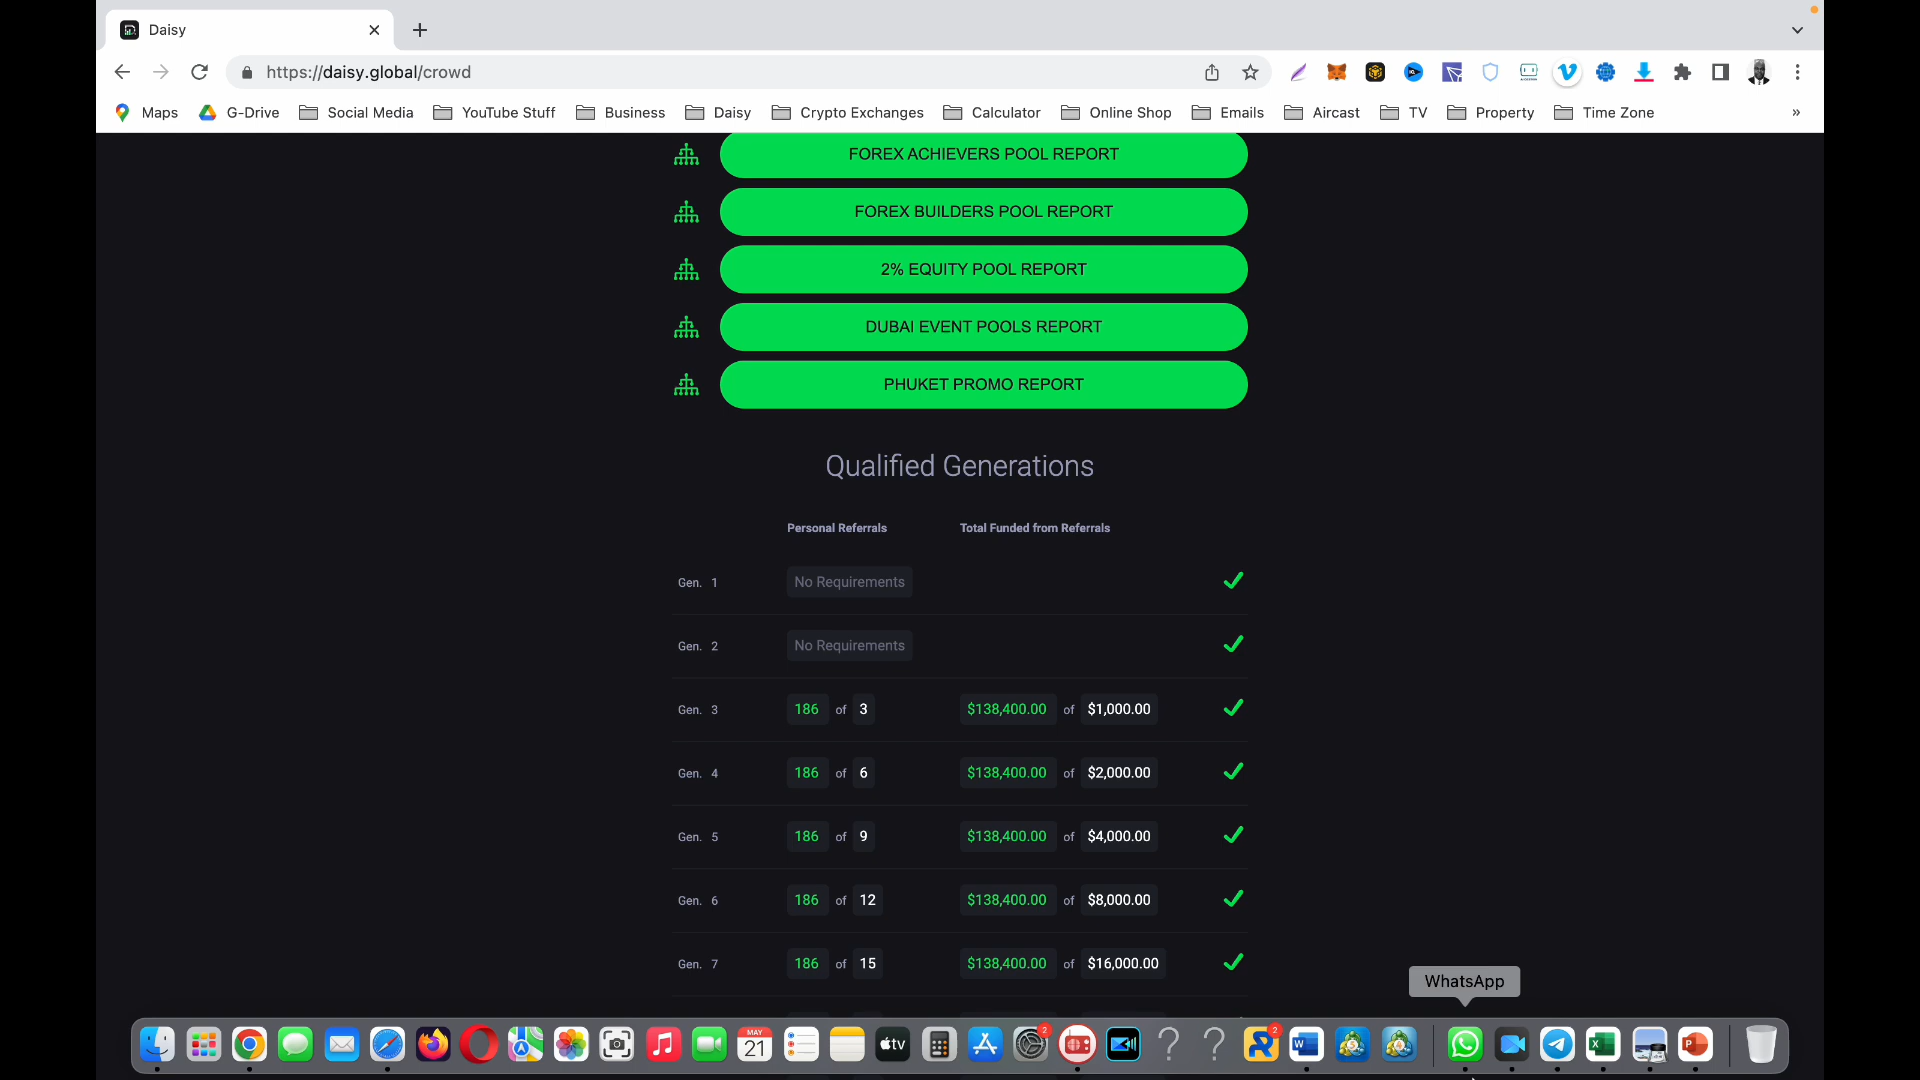 Daisy
https://daisy.global/crowd
Maps G-Drive Social Media YouTube Stuff Business Daisy Crypto Exchanges Calculator Online Shop Emails Aircast TV Property Time Zone »
FOREX ACHIEVERS POOL REPORT
FOREX BUILDERS POOL REPORT
2% EQUITY POOL REPORT
DUBAI EVENT POOLS REPORT
PHUKET PROMO REPORT
Qualified Generations
Personal Referrals Total Funded from Referrals
Gen. 1 No Requirements
Gen. 2 No Requirements
Gen. 3 186 of 3 $138,400.00 of $1,000.00
Gen. 4 186 of 6 $138,400.00 of $2,000.00
Gen. 5 186 of 9 $138,400.00 of $4,000.00
Gen. 6 186 of 12 $138,400.00 of $8,000.00
Gen. 7 186 of 15 $138,400.00 of $16,000.00
WhatsApp
MAY
21
tv
2
? ?
2
W
X
P